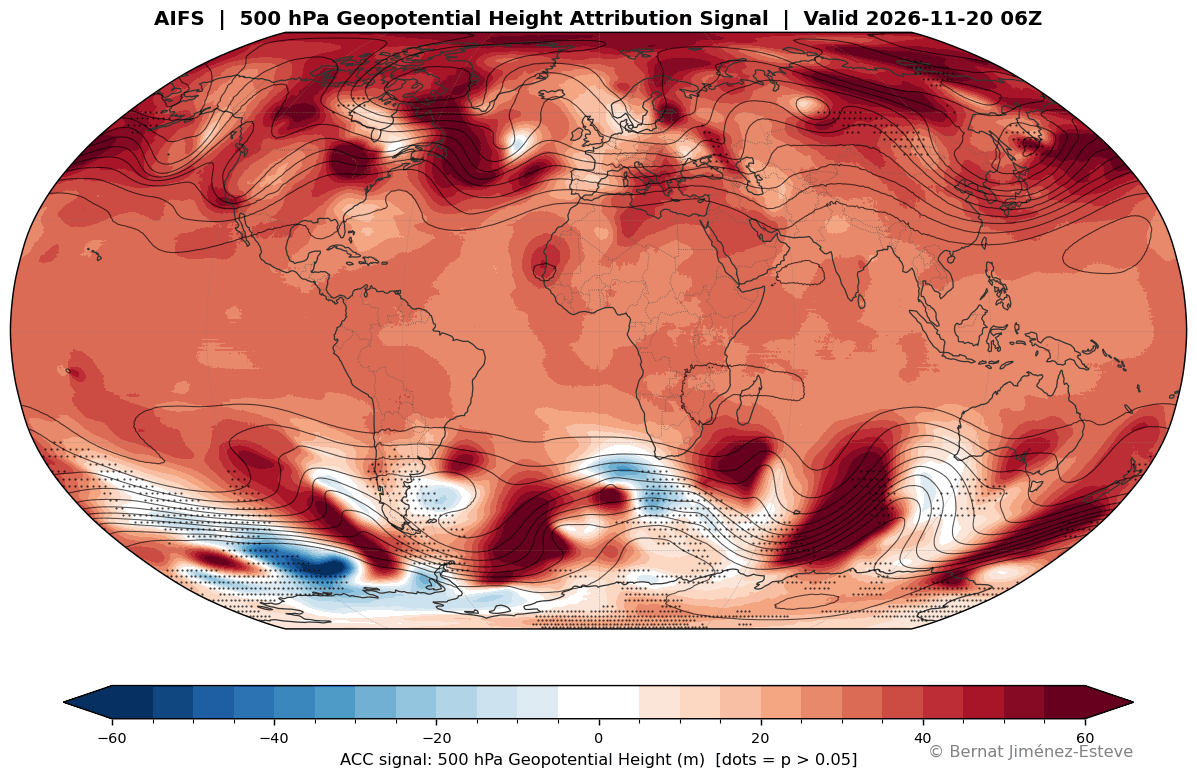 AIFS | 500 hPa Geopotential Height Attribution Signal | Valid 2026-11-20 06Z
−60 −40 −20 0 20 40 60
© Bernat Jiménez-Esteve
ACC signal: 500 hPa Geopotential Height (m) [dots = p > 0.05]